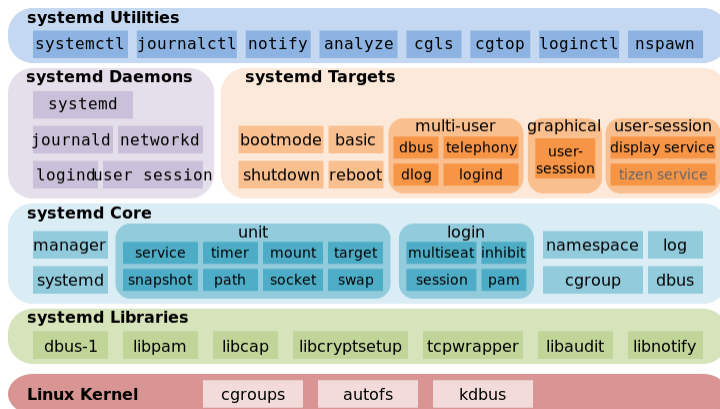 systemd Utilities
systemctl journalctl notify analyze cgls cgtop loginctl nspawn
systemd Daemons
systemd
journald networkd
logind user session
systemd Targets
bootmode basic
shutdown reboot
multi-user
dbus telephony
dlog logind
graphical
user-
sesssion
user-session
display service
tizen service
systemd Core
manager
systemd
unit
service timer mount target
snapshot path socket swap
login
multiseat inhibit
session pam
namespace log
cgroup dbus
systemd Libraries
dbus-1 libpam libcap libcryptsetup tcpwrapper libaudit libnotify
Linux Kernel cgroups autofs kdbus